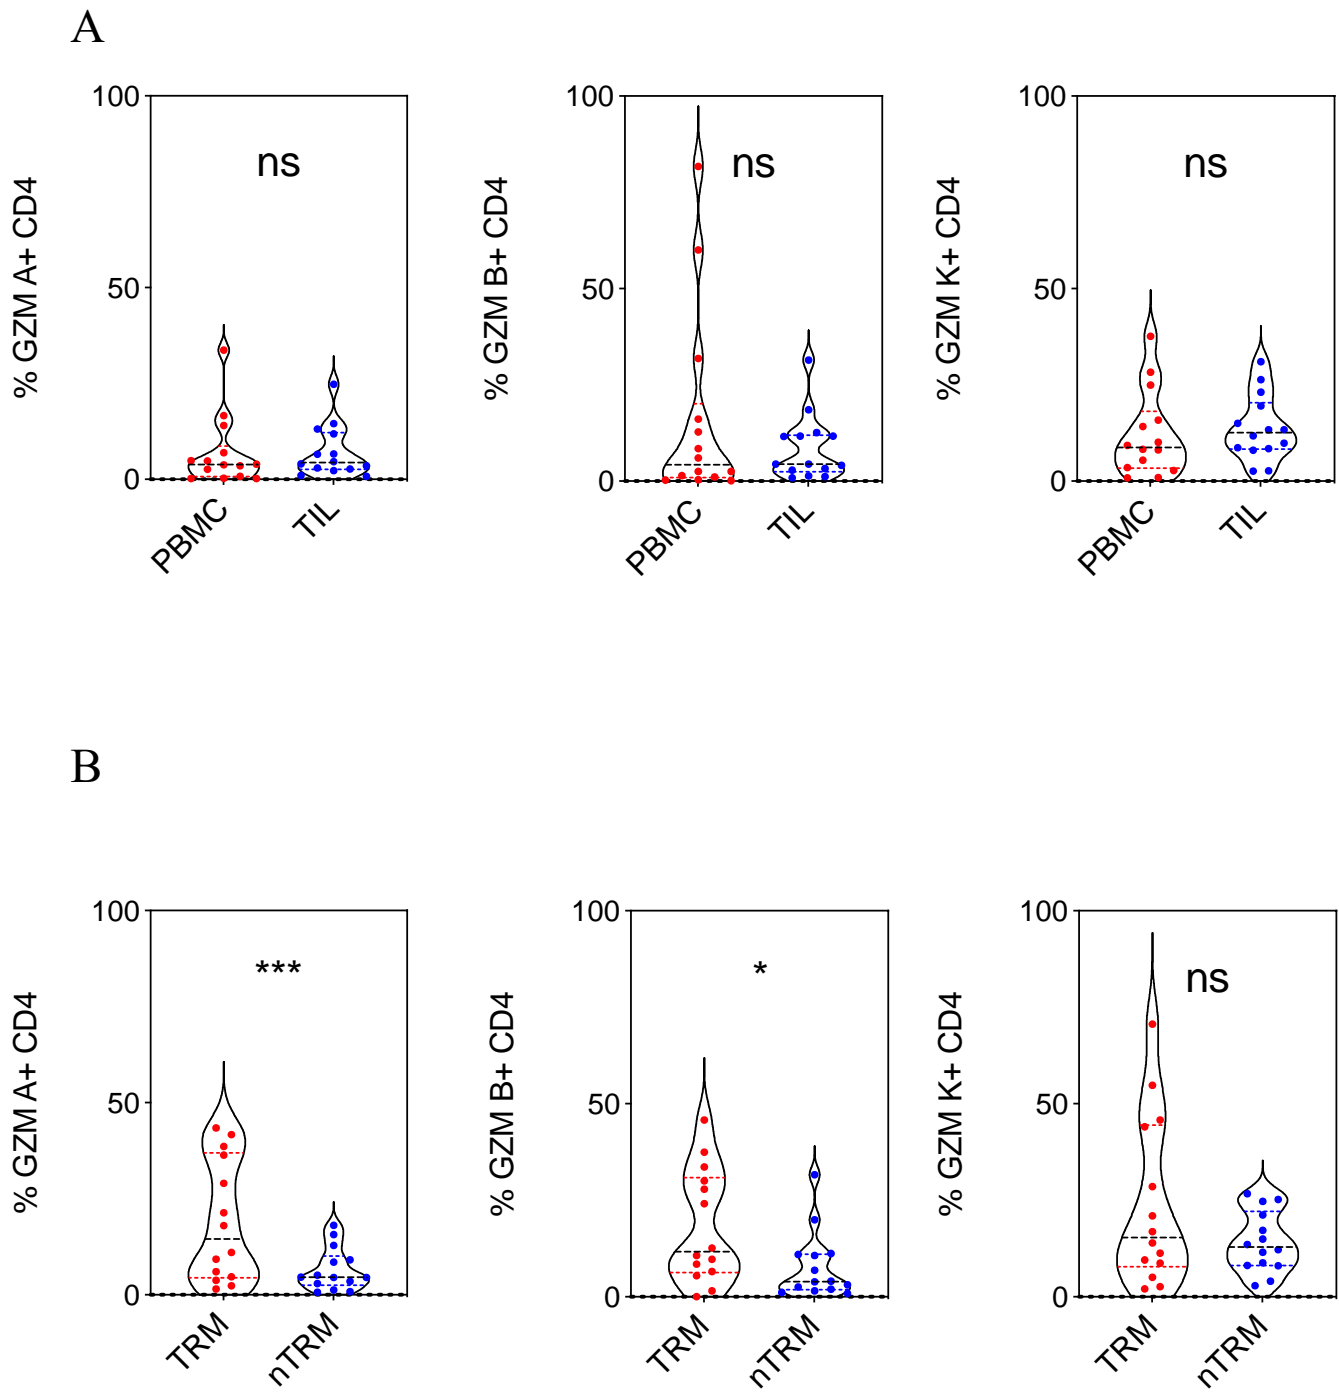 A
% GZM A+ CD4
100
50
0
ns
PBMC
TIL
% GZM B+ CD4
100
50
0
ns
PBMC
TIL
% GZM K+ CD4
100
50
0
ns
PBMC
TIL
B
% GZM A+ CD4
100
50
0
***
TRM
nTRM
% GZM B+ CD4
100
50
0
*
TRM
nTRM
% GZM K+ CD4
100
50
0
ns
TRM
nTRM